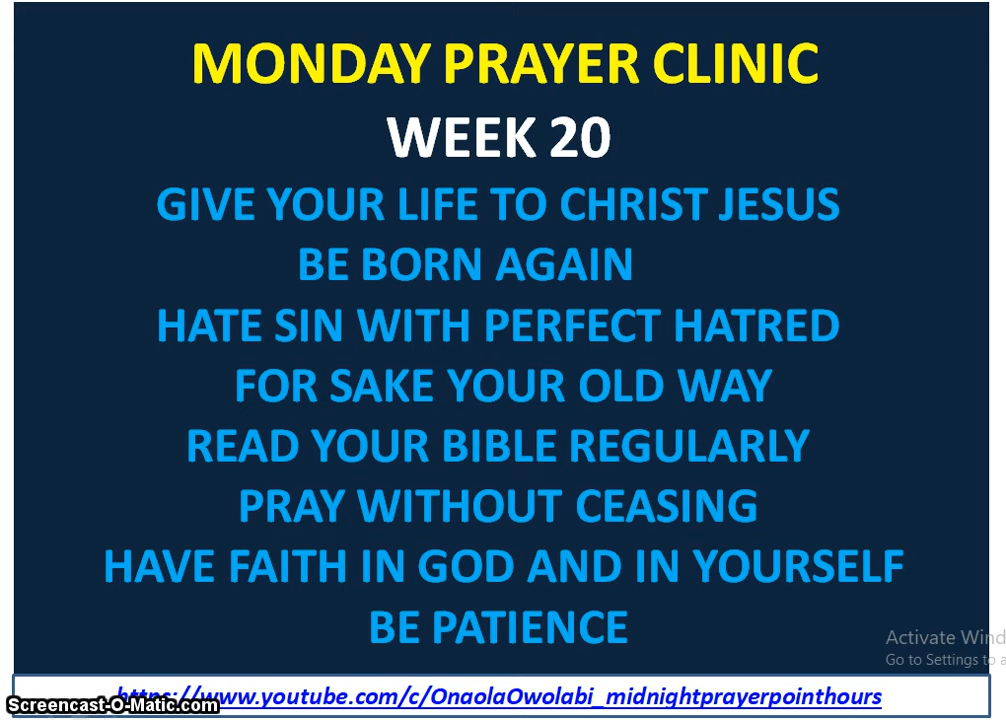 MONDAY PRAYER CLINIC
WEEK 20
GIVE YOUR LIFE TO CHRIST JESUS
BE BORN AGAIN
HATE SIN WITH PERFECT HATRED
FOR SAKE YOUR OLD WAY
READ YOUR BIBLE REGULARLY
PRAY WITHOUT CEASING
HAVE FAITH IN GOD AND IN YOURSELF
BE PATIENCE
Activate Wind
Go to Settings to a
https://www.youtube.com/c/OnaolaOwolabi_midnightprayerpointhours
Screencast-O-Matic.com